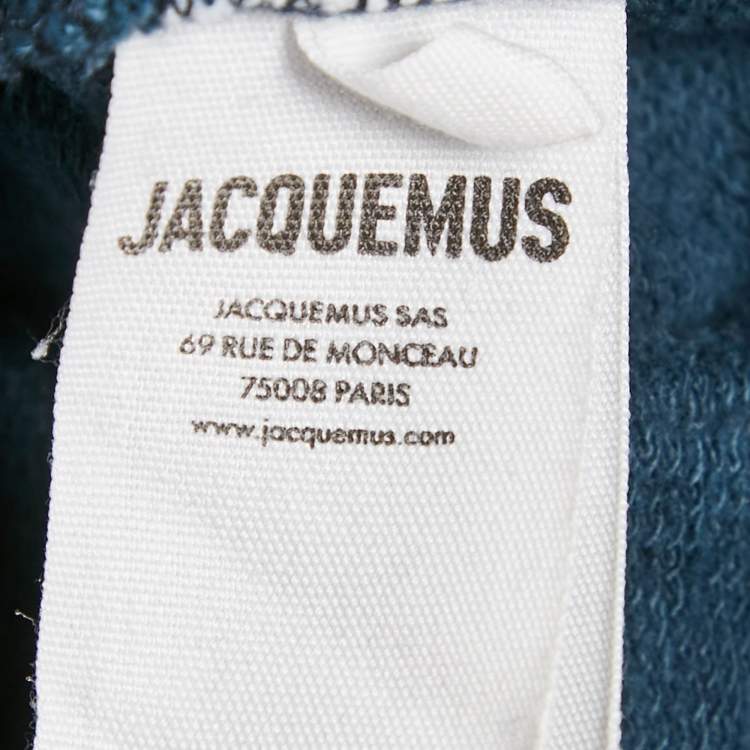 JACQUEMUS
JACQUEMUS SAS
69 RUE DE MONCEAU
75008 PARIS
www.jacquemus.com